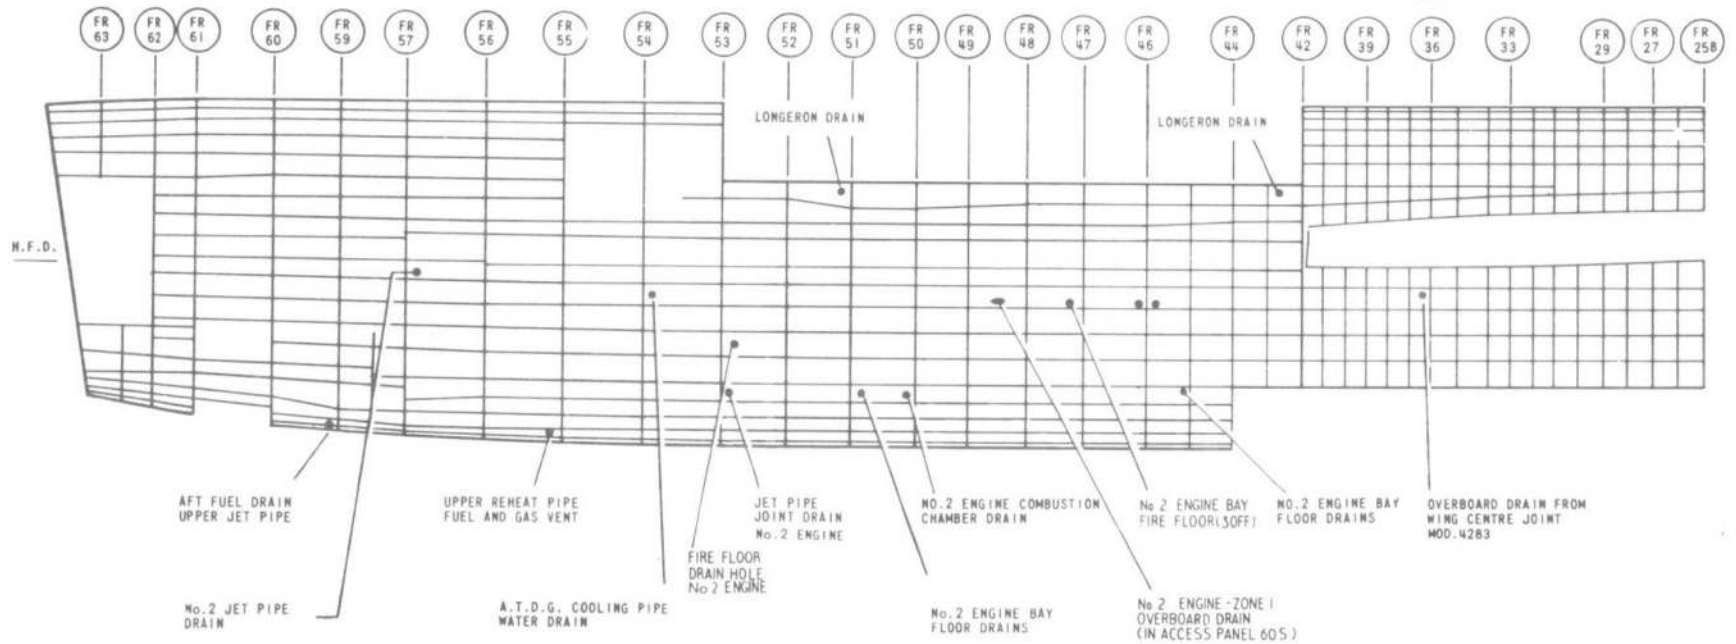 FR 63
FR 62
FR 61
FR 60
FR 59
FR 57
FR 56
FR 55
FR 54
FR 53
FR 52
FR 51
FR 50
FR 49
FR 48
FR 47
FR 46
FR 44
FR 42
FR 39
FR 36
FR 33
FR 29
FR 27
FR 25B
LONGERON DRAIN
LONGERON DRAIN
H.F.D.
AFT FUEL DRAIN
UPPER JET PIPE
UPPER REHEAT PIPE
FUEL AND GAS VENT
JET PIPE
JOINT DRAIN
No.2 ENGINE
NO.2 ENGINE COMBUSTION
CHAMBER DRAIN
No 2 ENGINE BAY
FIRE FLOOR(3OFF)
NO.2 ENGINE BAY
FLOOR DRAINS
OVERBOARD DRAIN FROM
WING CENTRE JOINT
MOD.4283
FIRE FLOOR
DRAIN HOLE
No 2 ENGINE
No.2 JET PIPE
DRAIN
A.T.D.G. COOLING PIPE
WATER DRAIN
No.2 ENGINE BAY
FLOOR DRAINS
No 2 ENGINE-ZONE 1
OVERBOARD DRAIN
(IN ACCESS PANEL 60S)